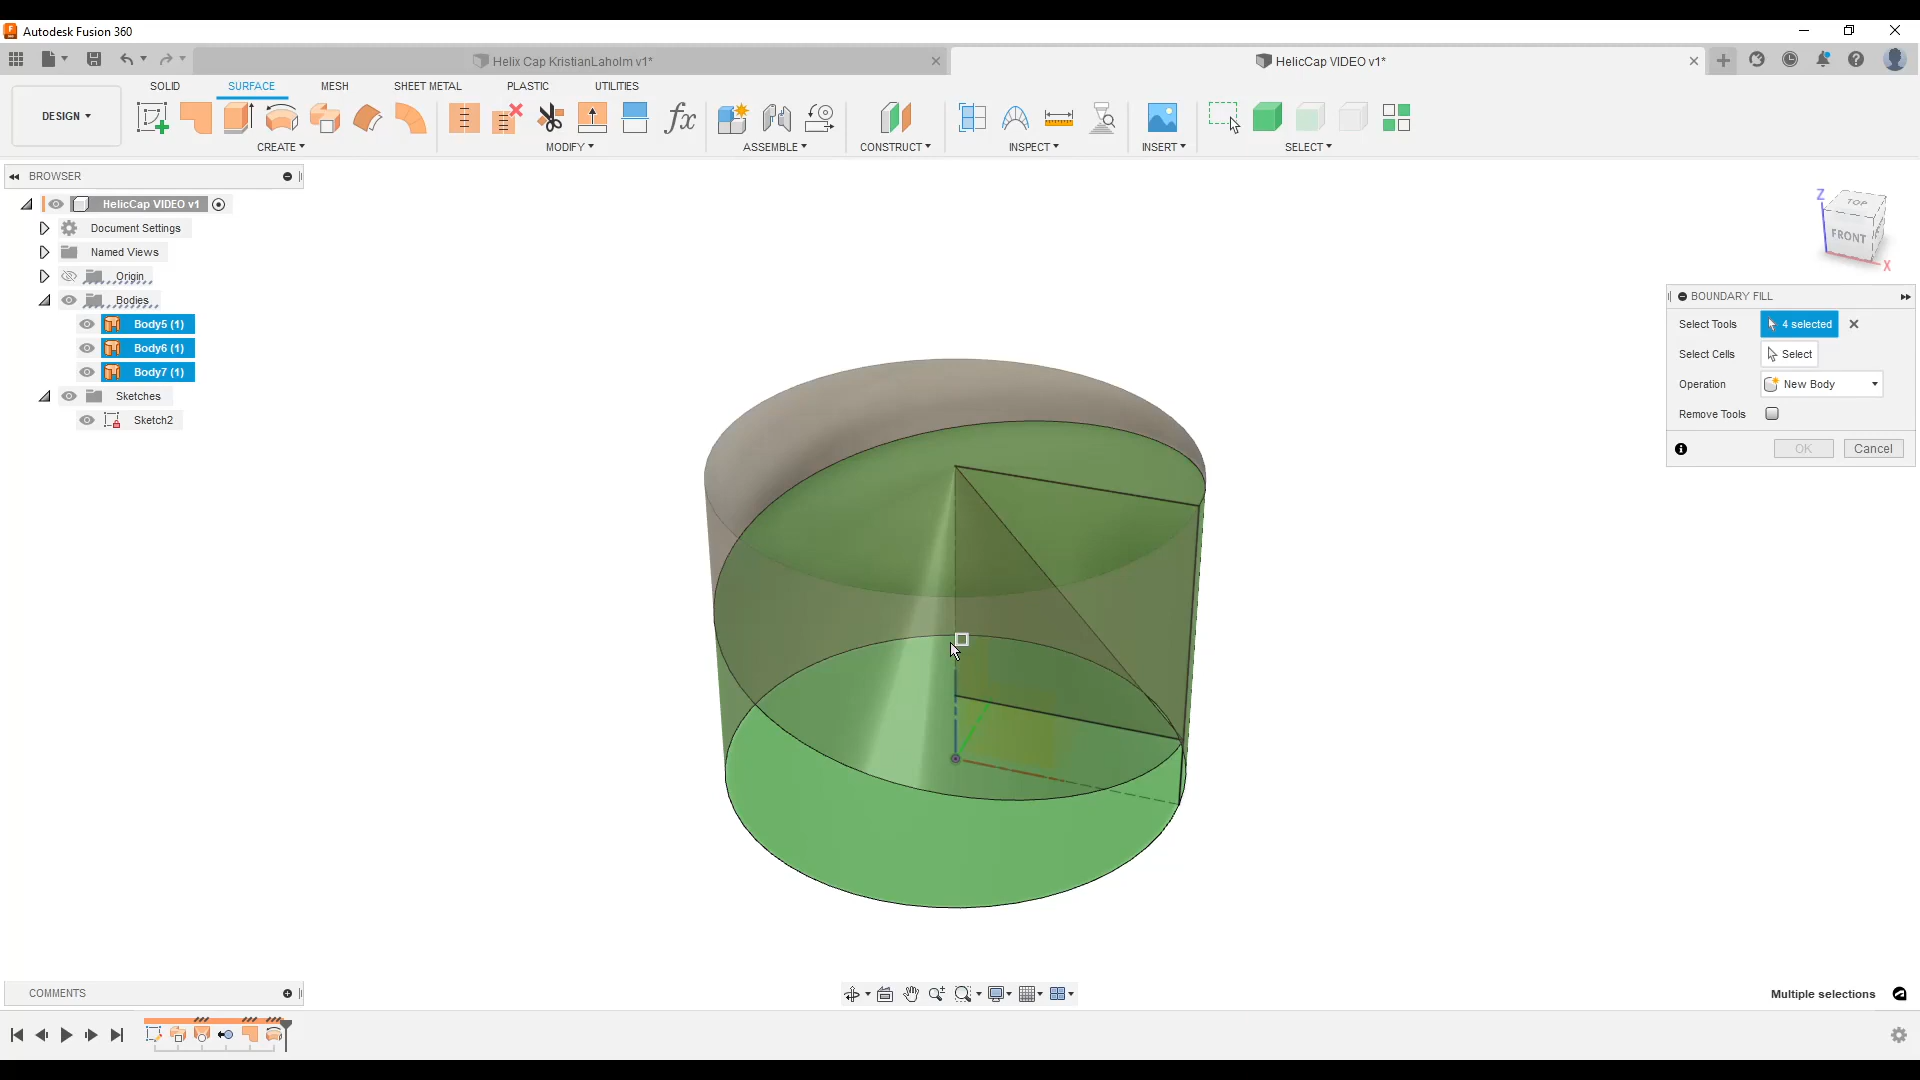 Autodesk Fusion 360
Helix Cap KristianLaholm v1*
HelicCap VIDEO v1*
SOLID SURFACE MESH SHEET METAL PLASTIC UTILITIES
DESIGN
CREATE MODIFY ASSEMBLE CONSTRUCT INSPECT INSERT SELECT
fx
BROWSER
HelicCap VIDEO v1
Document Settings
Named Views
Origin
Bodies
Body5 (1)
Body6 (1)
Body7 (1)
Sketches
Sketch2
Z
TOP
FRONT
X
BOUNDARY FILL
Select Tools 4 selected
Select Cells Select
Operation New Body
Remove Tools
OK Cancel
COMMENTS
Multiple selections